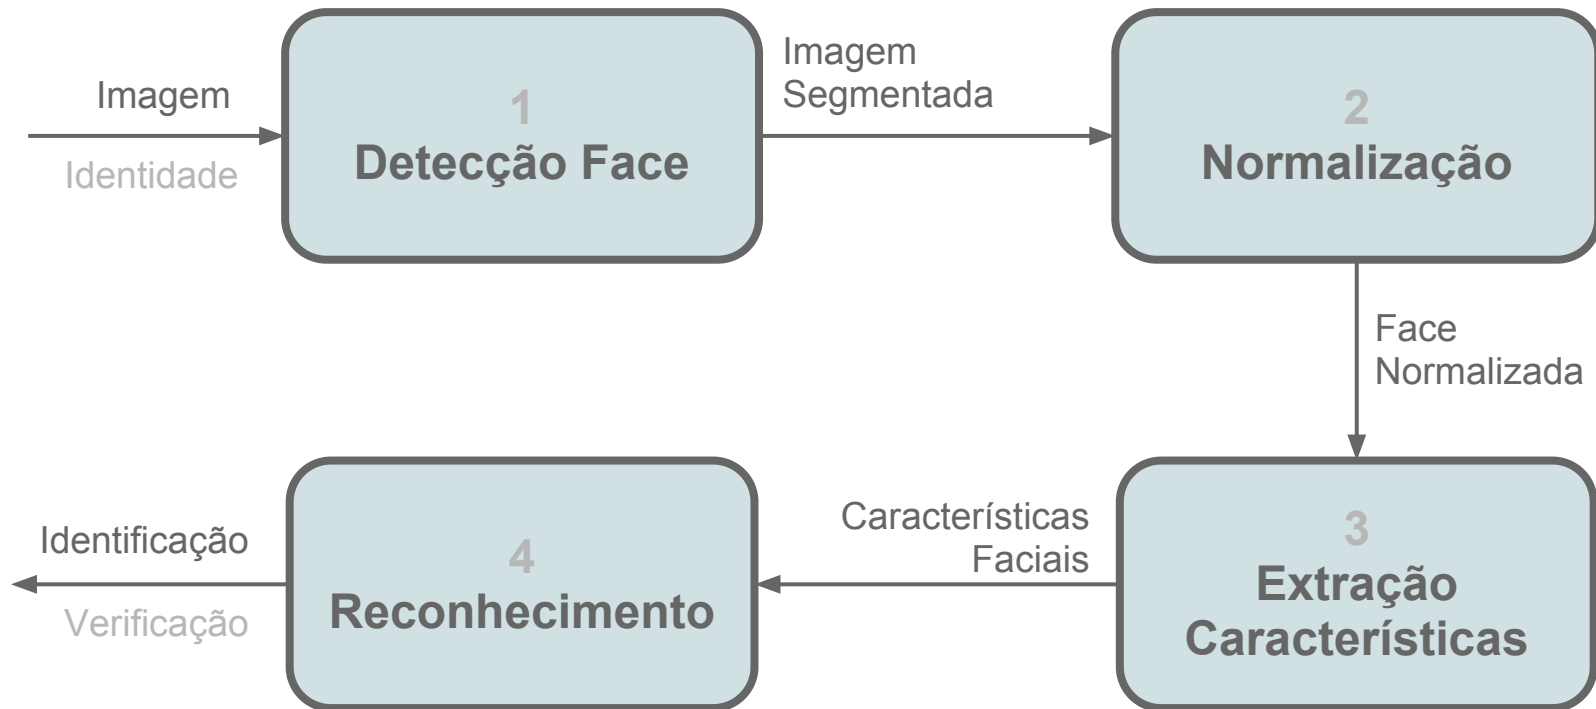 Imagem
Identidade
1
Detecção Face
Imagem
Segmentada
2
Normalização
Face
Normalizada
3
Extração
Características
Características
Faciais
4
Reconhecimento
Identificação
Verificação